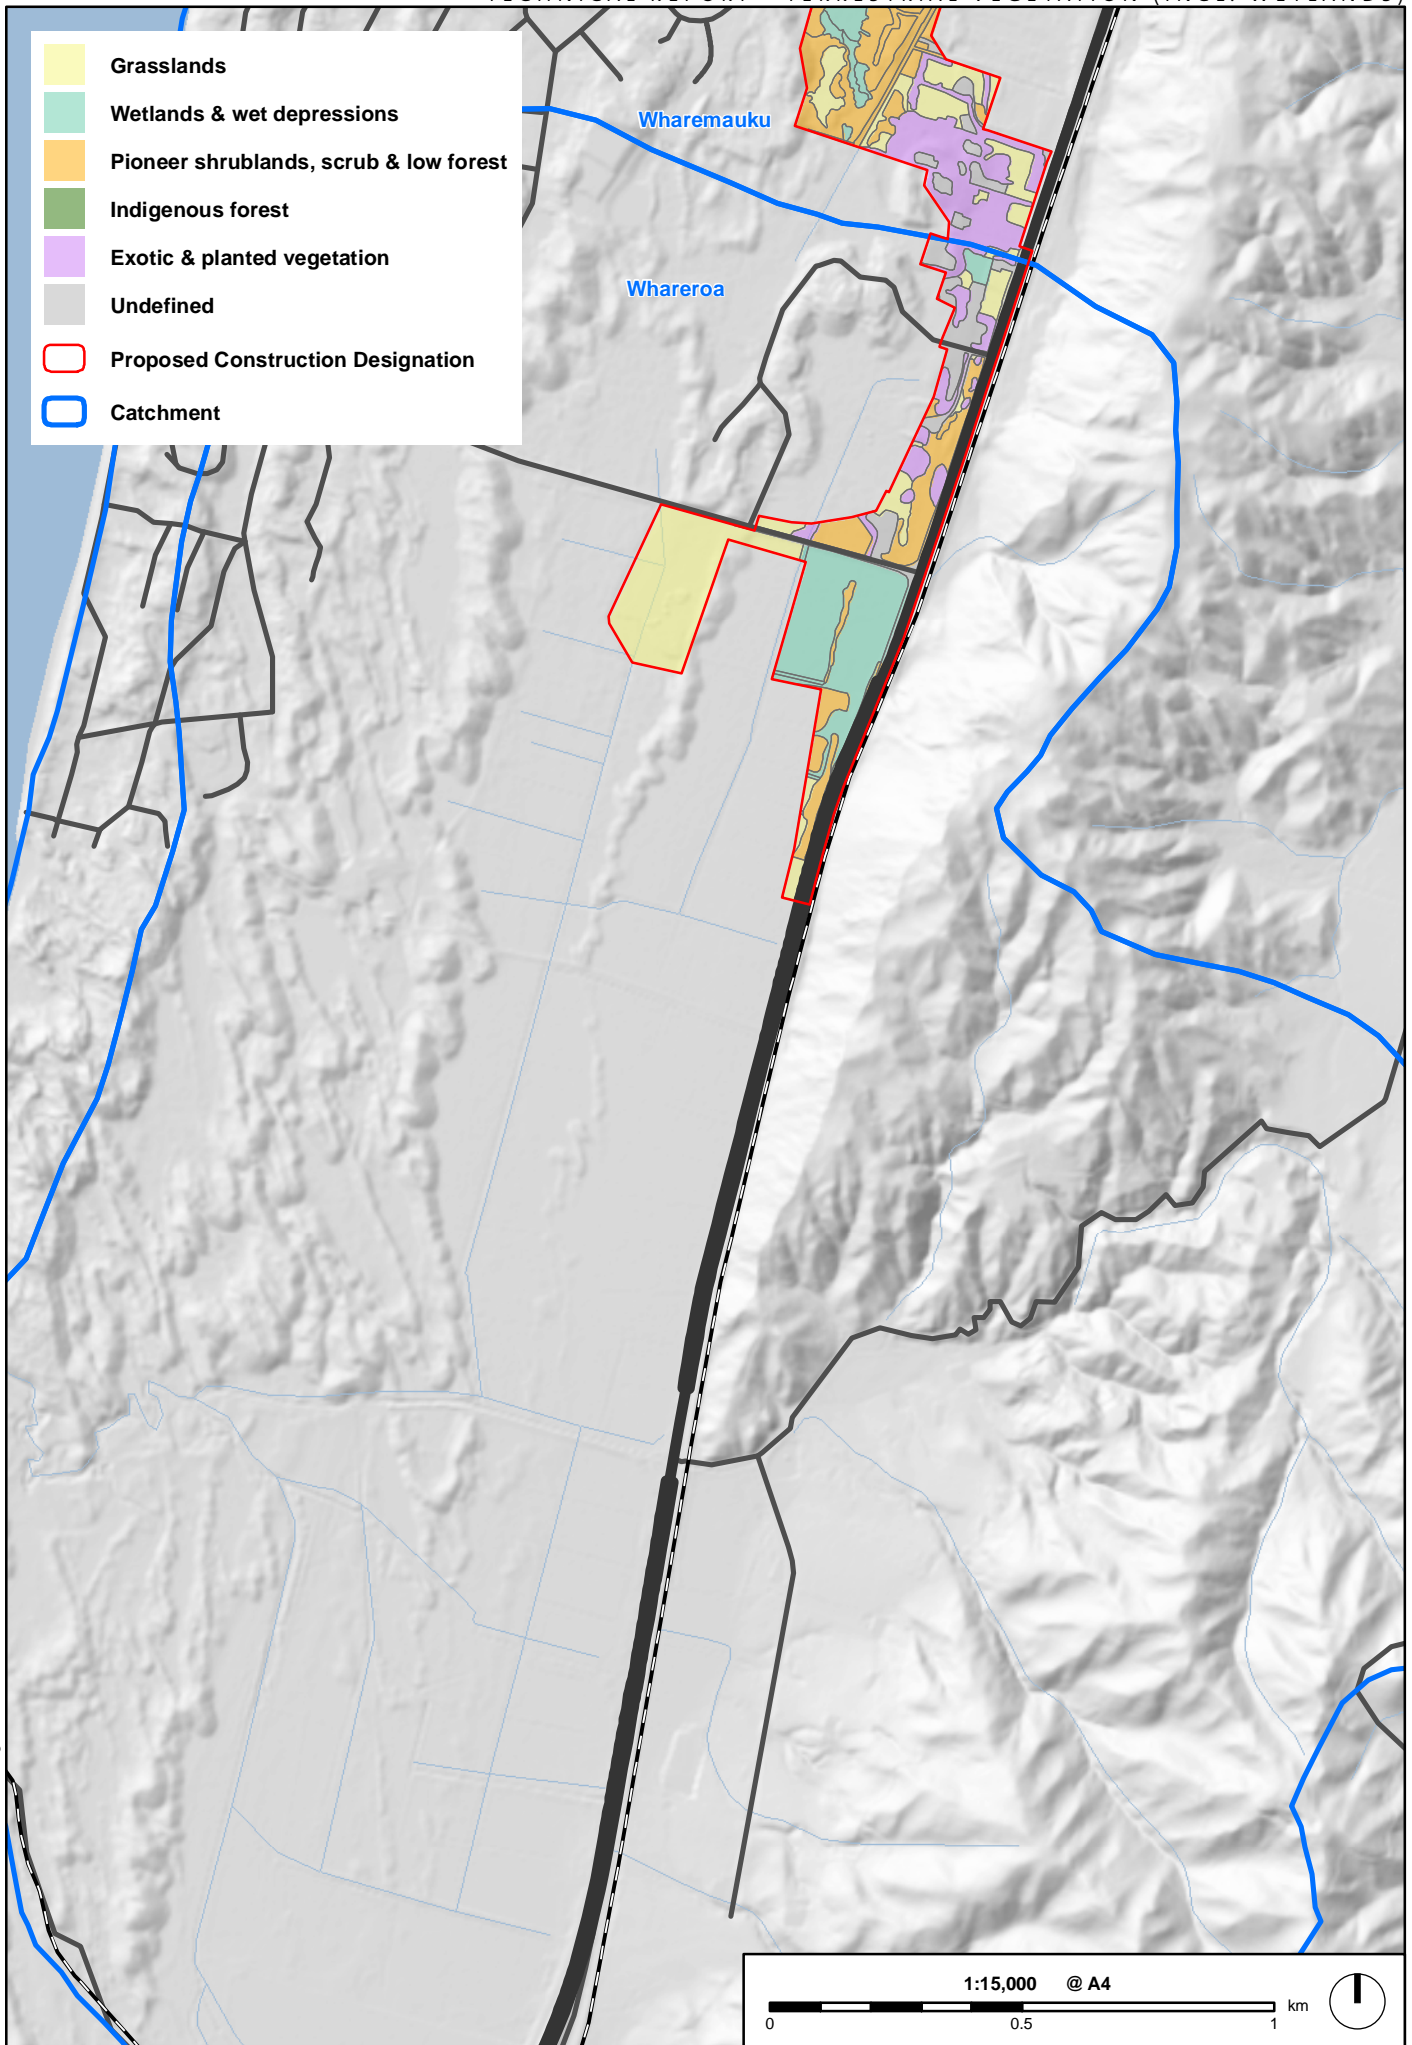 Grasslands
Wetlands & wet depressions
Pioneer shrublands, scrub & low forest
Indigenous forest
Exotic & planted vegetation
Undefined
Proposed Construction Designation
Catchment
Wharemauku
Whareroa
1:15,000 @ A4
km
0 0.5 1